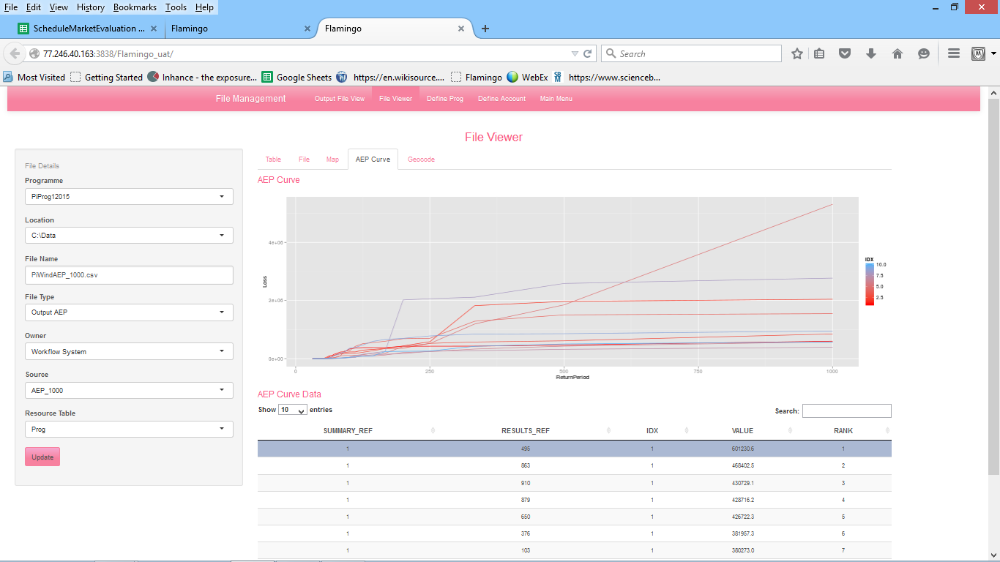 File Edit View History Bookmarks Tools Help
ScheduleMarketEvaluation ... Flamingo Flamingo
77.246.40.163:3838/Flamingo_uat/ Search
Most Visited Getting Started Inhance - the exposure... Google Sheets https://en.wikisource.... Flamingo WebEx https://www.scienceb...
File Management Output File View File Viewer Define Prog Define Account Main Menu
File Viewer
Table File Map AEP Curve Geocode
File Details
Programme
PiProg12015
Location
C:\Data
File Name
PiWindAEP_1000.csv
File Type
Output AEP
Owner
Workflow System
Source
AEP_1000
Resource Table
Prog
Update
AEP Curve
Loss
4e+06
2e+06
0e+00
0 250 500 750 1000
ReturnPeriod
IDX
10.0
7.5
5.0
2.5
AEP Curve Data
Show 10 entries Search:
SUMMARY_REF RESULTS_REF IDX VALUE RANK
1 495 1 601230.6 1
1 863 1 468402.5 2
1 910 1 430729.1 3
1 879 1 428716.2 4
1 650 1 426722.3 5
1 376 1 381957.3 6
1 103 1 380273.0 7